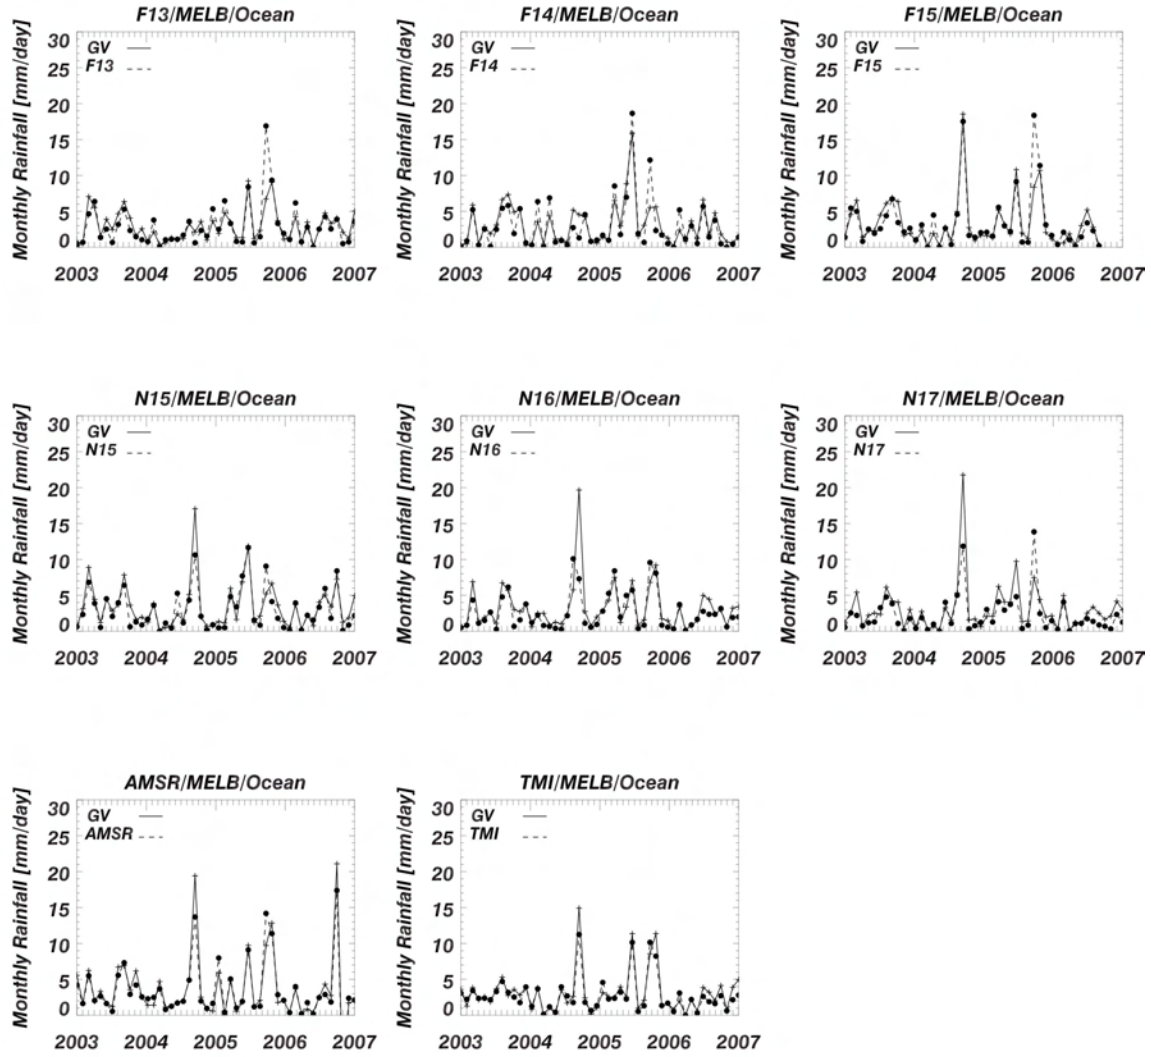 F13/MELB/Ocean
Monthly Rainfall [mm/day]
30
25
20
15
10
5
0
GV
F13
2003 2004 2005 2006 2007
F14/MELB/Ocean
Monthly Rainfall [mm/day]
30
25
20
15
10
5
0
GV
F14
2003 2004 2005 2006 2007
F15/MELB/Ocean
Monthly Rainfall [mm/day]
30
25
20
15
10
5
0
GV
F15
2003 2004 2005 2006 2007
N15/MELB/Ocean
Monthly Rainfall [mm/day]
30
25
20
15
10
5
0
GV
N15
2003 2004 2005 2006 2007
N16/MELB/Ocean
Monthly Rainfall [mm/day]
30
25
20
15
10
5
0
GV
N16
2003 2004 2005 2006 2007
N17/MELB/Ocean
Monthly Rainfall [mm/day]
30
25
20
15
10
5
0
GV
N17
2003 2004 2005 2006 2007
AMSR/MELB/Ocean
Monthly Rainfall [mm/day]
30
25
20
15
10
5
0
GV
AMSR
2003 2004 2005 2006 2007
TMI/MELB/Ocean
Monthly Rainfall [mm/day]
30
25
20
15
10
5
0
GV
TMI
2003 2004 2005 2006 2007